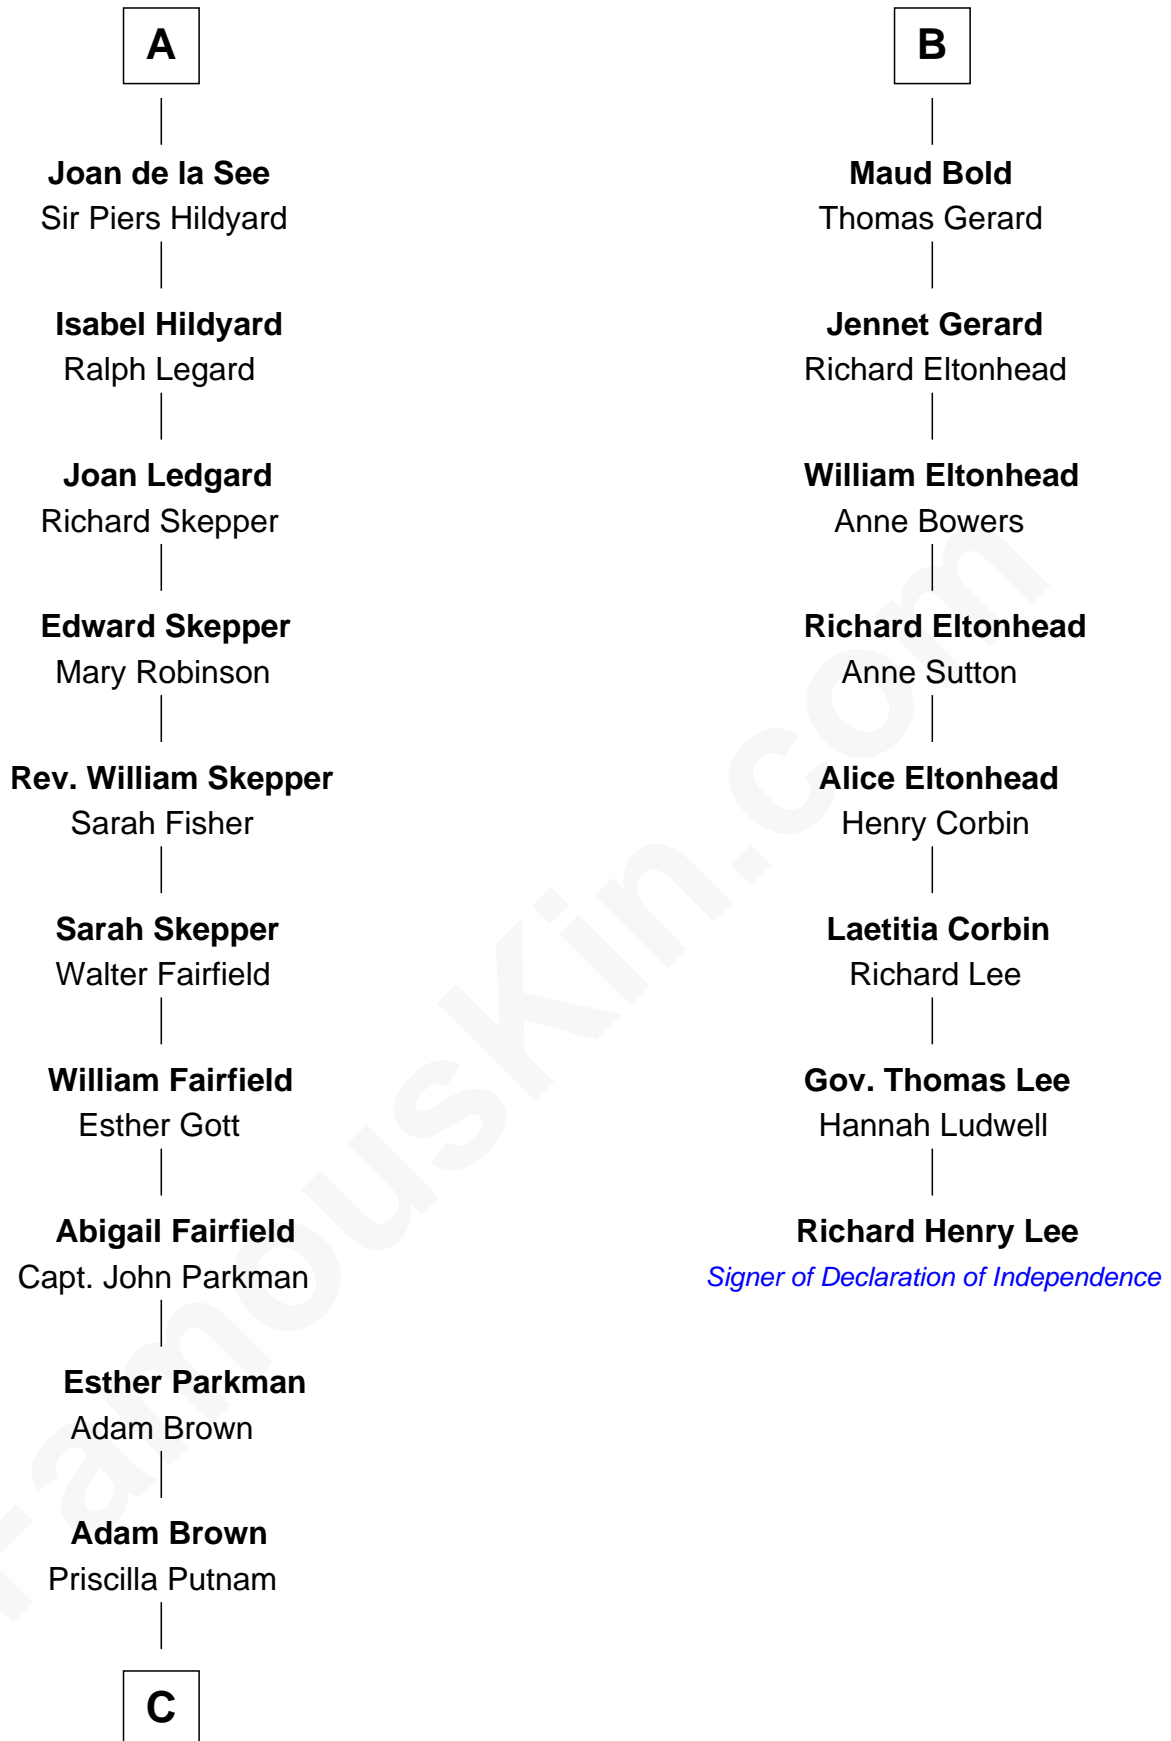 A
Joan de la See
Sir Piers Hildyard
Isabel Hildyard
Ralph Legard
Joan Ledgard
Richard Skepper
Edward Skepper
Mary Robinson
Rev. William Skepper
Sarah Fisher
Sarah Skepper
Walter Fairfield
William Fairfield
Esther Gott
Abigail Fairfield
Capt. John Parkman
Esther Parkman
Adam Brown
Adam Brown
Priscilla Putnam
C
B
Maud Bold
Thomas Gerard
Jennet Gerard
Richard Eltonhead
William Eltonhead
Anne Bowers
Richard Eltonhead
Anne Sutton
Alice Eltonhead
Henry Corbin
Laetitia Corbin
Richard Lee
Gov. Thomas Lee
Hannah Ludwell
Richard Henry Lee
Signer of Declaration of Independence
FamousKin.com